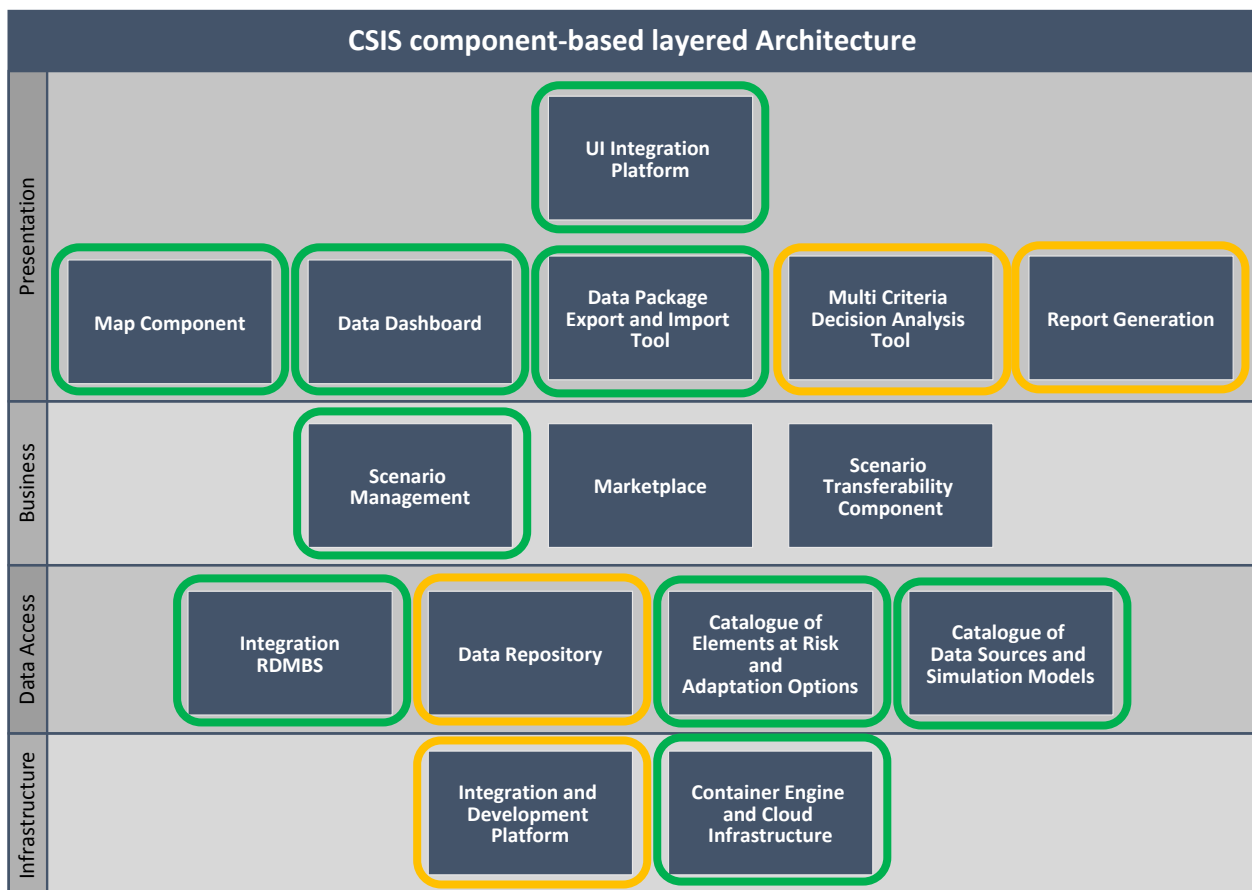 CSIS component-based layered Architecture
Presentation
UI Integration
Platform
Map Component
Data Dashboard
Data Package
Export and Import
Tool
Multi Criteria
Decision Analysis
Tool
Report Generation
Business
Scenario
Management
Marketplace
Scenario
Transferability
Component
Data Access
Integration
RDMBS
Data Repository
Catalogue of
Elements at Risk
and
Adaptation Options
Catalogue of
Data Sources and
Simulation Models
Infrastructure
Integration and
Development
Platform
Container Engine
and Cloud
Infrastructure